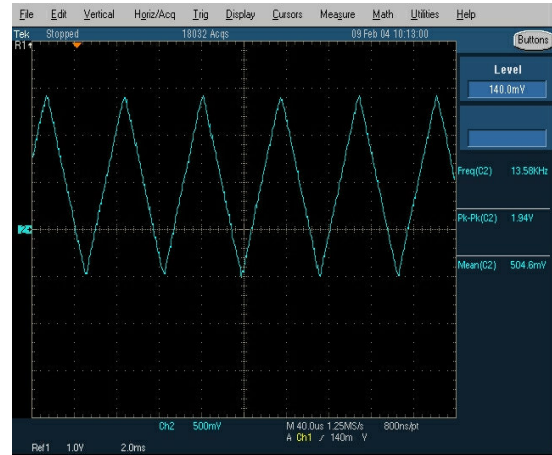 File Edit Vertical Horiz/Acq Trig Display Cursors Measure Math Utilities Help
Tek Stopped 18032 Acqs 09 Feb 04 10:13:00 Buttons
R1
Level
140.0mV
Freq(C2) 13.58KHz
Pk-Pk(C2) 1.94V
2
Mean(C2) 504.6mV
Ch2 500mV M 40.0us 1.25MS/s 800ns/pt
A Ch1 ⁄ 140m V
Ref1 1.0V 2.0ms